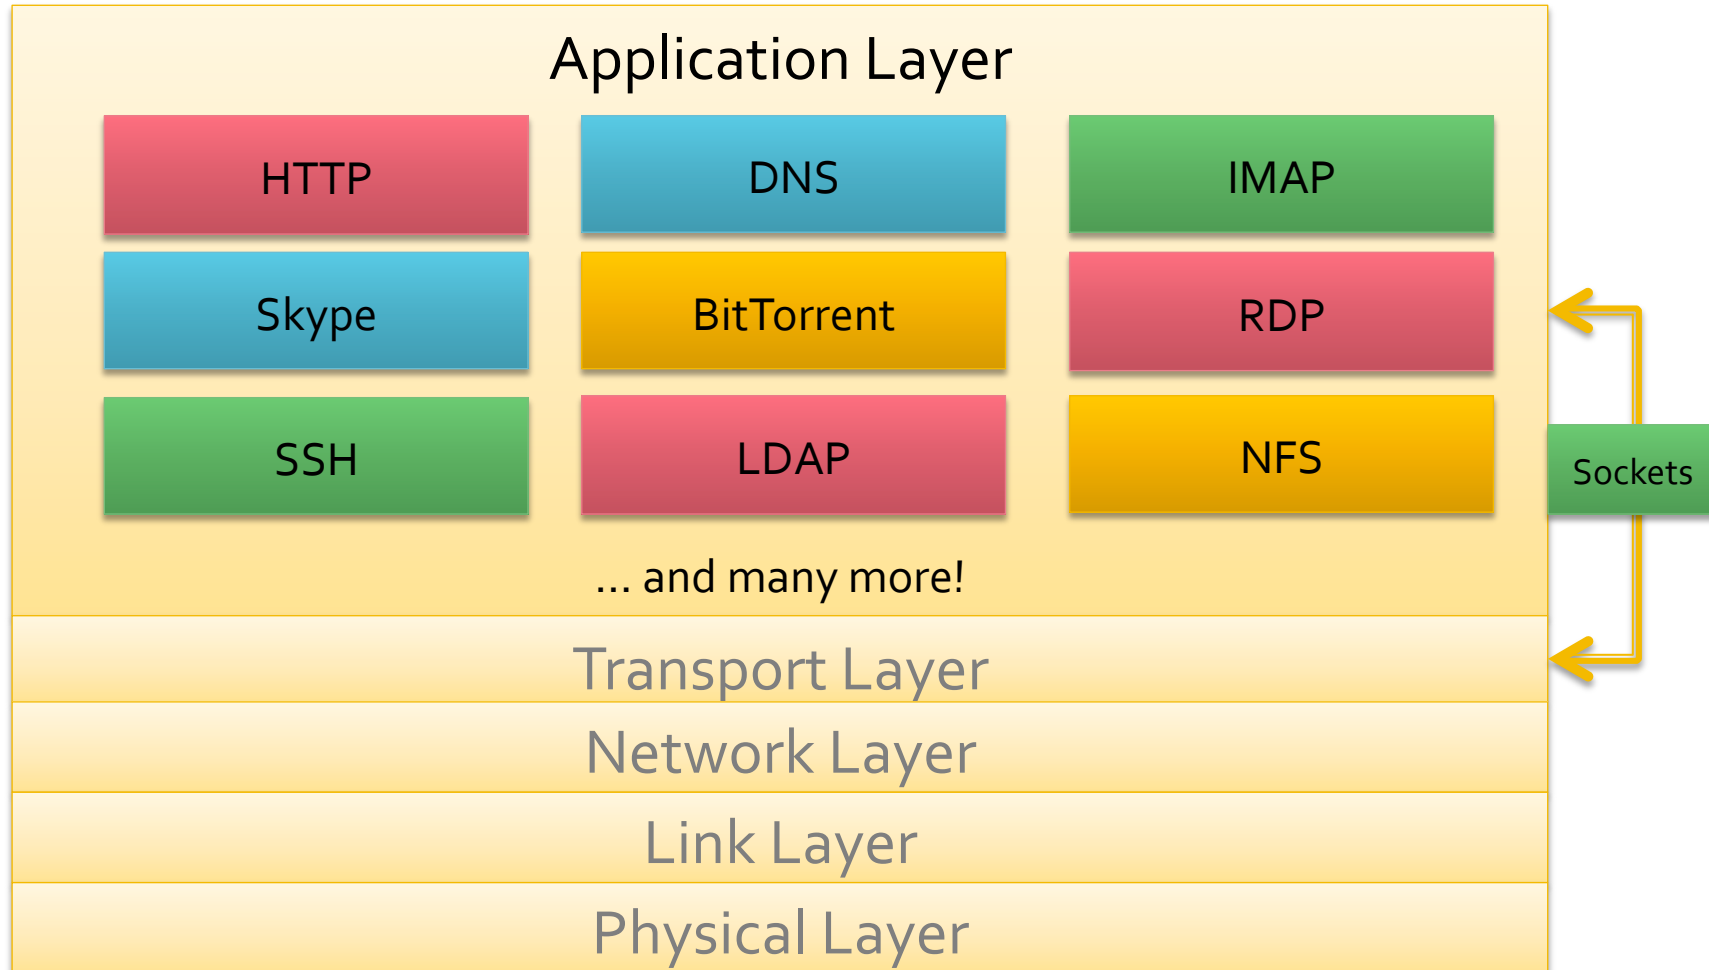 Application Layer
HTTP
DNS
IMAP
Skype
BitTorrent
RDP
SSH
LDAP
NFS
Sockets
... and many more!
Transport Layer
Network Layer
Link Layer
Physical Layer